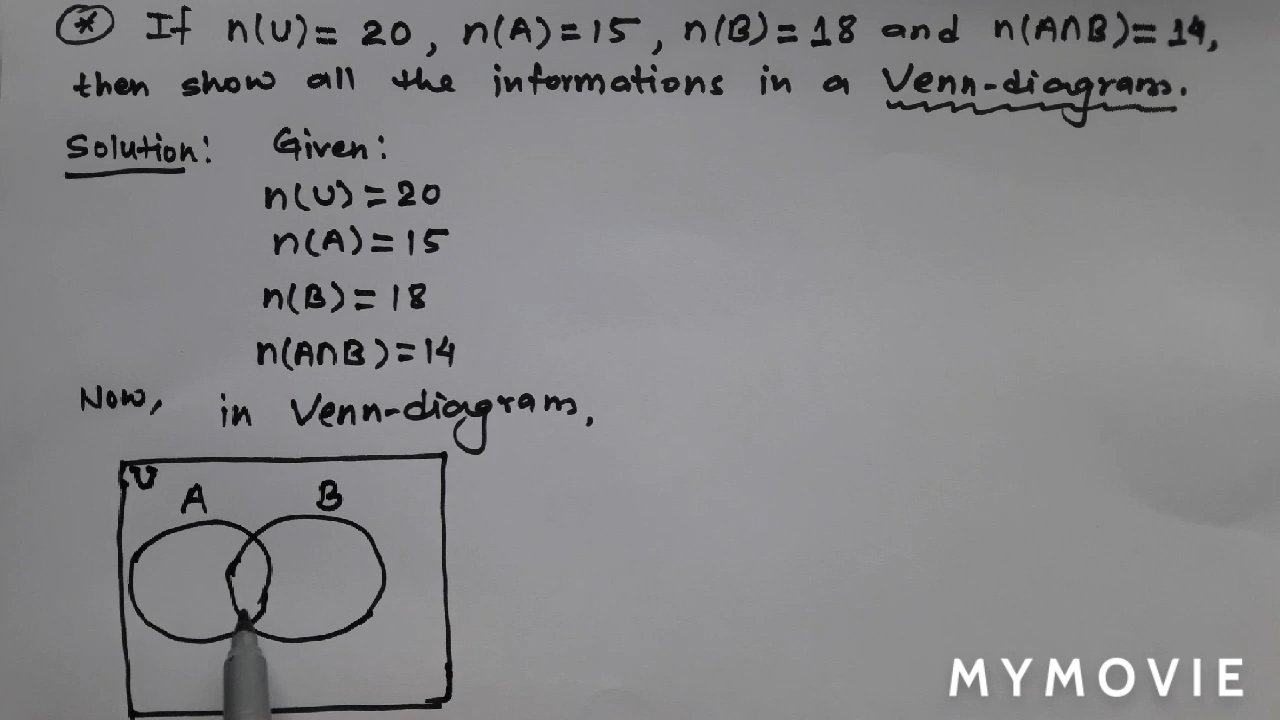 * If n(U)= 20, n(A)=15, n(B)=18 and n(A∩B)=14,
then show all the informations in a Venn-diagram.
Solution: Given:
n(U)=20
n(A)=15
n(B)=18
n(A∩B)=14
Now, in Venn-diagram,
U
A B
MYMOVIE